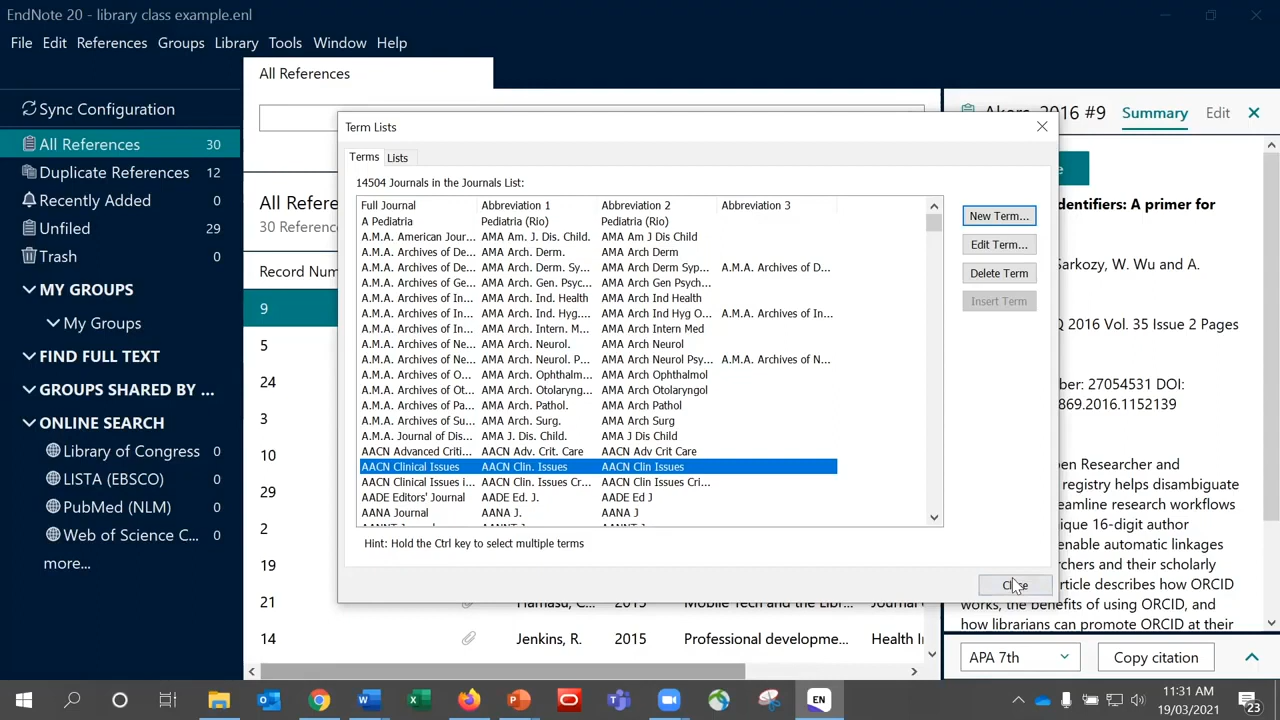 EndNote 20 - library class example.enl
File Edit References Groups Library Tools Window Help
Sync Configuration
All References 30
Duplicate References 12
Recently Added 0
Unfiled 29
Trash 0
MY GROUPS
My Groups
FIND FULL TEXT
GROUPS SHARED BY ...
ONLINE SEARCH
Library of Congress 0
LISTA (EBSCO) 0
PubMed (NLM) 0
Web of Science C... 0
more...
All References
All Refere
30 Referenc
Record Num
9
5
24
3
10
29
2
19
21 2015 Mobile Tech and the Libr... Journal
14 Jenkins, R. 2015 Professional developme... Health In
Term Lists
Terms Lists
14504 Journals in the Journals List:
Full Journal Abbreviation 1 Abbreviation 2 Abbreviation 3
A Pediatria Pediatria (Rio) Pediatria (Rio)
A.M.A. American Jour... AMA Am. J. Dis. Child. AMA Am J Dis Child
A.M.A. Archives of De... AMA Arch. Derm. AMA Arch Derm
A.M.A. Archives of De... AMA Arch. Derm. Sy... AMA Arch Derm Syp... A.M.A. Archives of D...
A.M.A. Archives of Ge... AMA Arch. Gen. Psyc... AMA Arch Gen Psych...
A.M.A. Archives of In... AMA Arch. Ind. Health AMA Arch Ind Health
A.M.A. Archives of In... AMA Arch. Ind. Hyg.... AMA Arch Ind Hyg O... A.M.A. Archives of In...
A.M.A. Archives of In... AMA Arch. Intern. M... AMA Arch Intern Med
A.M.A. Archives of Ne... AMA Arch. Neurol. AMA Arch Neurol
A.M.A. Archives of Ne... AMA Arch. Neurol. P... AMA Arch Neurol Psy... A.M.A. Archives of N...
A.M.A. Archives of O... AMA Arch. Ophthalm... AMA Arch Ophthalmol
A.M.A. Archives of Ot... AMA Arch. Otolaryng... AMA Arch Otolaryngol
A.M.A. Archives of Pa... AMA Arch. Pathol. AMA Arch Pathol
A.M.A. Archives of Su... AMA Arch. Surg. AMA Arch Surg
A.M.A. Journal of Dis... AMA J. Dis. Child. AMA J Dis Child
AACN Advanced Criti... AACN Adv. Crit. Care AACN Adv Crit Care
AACN Clinical Issues AACN Clin. Issues AACN Clin Issues
AACN Clinical Issues i... AACN Clin. Issues Cr... AACN Clin Issues Cri...
AADE Editors' Journal AADE Ed. J. AADE Ed J
AANA Journal AANA J. AANA J
Hint: Hold the Ctrl key to select multiple terms
New Term...
Edit Term...
Delete Term
Insert Term
Close
2016 #9 Summary Edit
entifiers: A primer for
Sarkozy, W. Wu and A.
Q 2016 Vol. 35 Issue 2 Pages
ber: 27054531 DOI:
869.2016.1152139
pen Researcher and
registry helps disambiguate
eamline research workflows
nique 16-digit author
enable automatic linkages
rchers and their scholarly
article describes how ORCID
works, the benefits of using ORCID, and
how librarians can promote ORCID at their
APA 7th Copy citation
EN
11:31 AM
19/03/2021
23